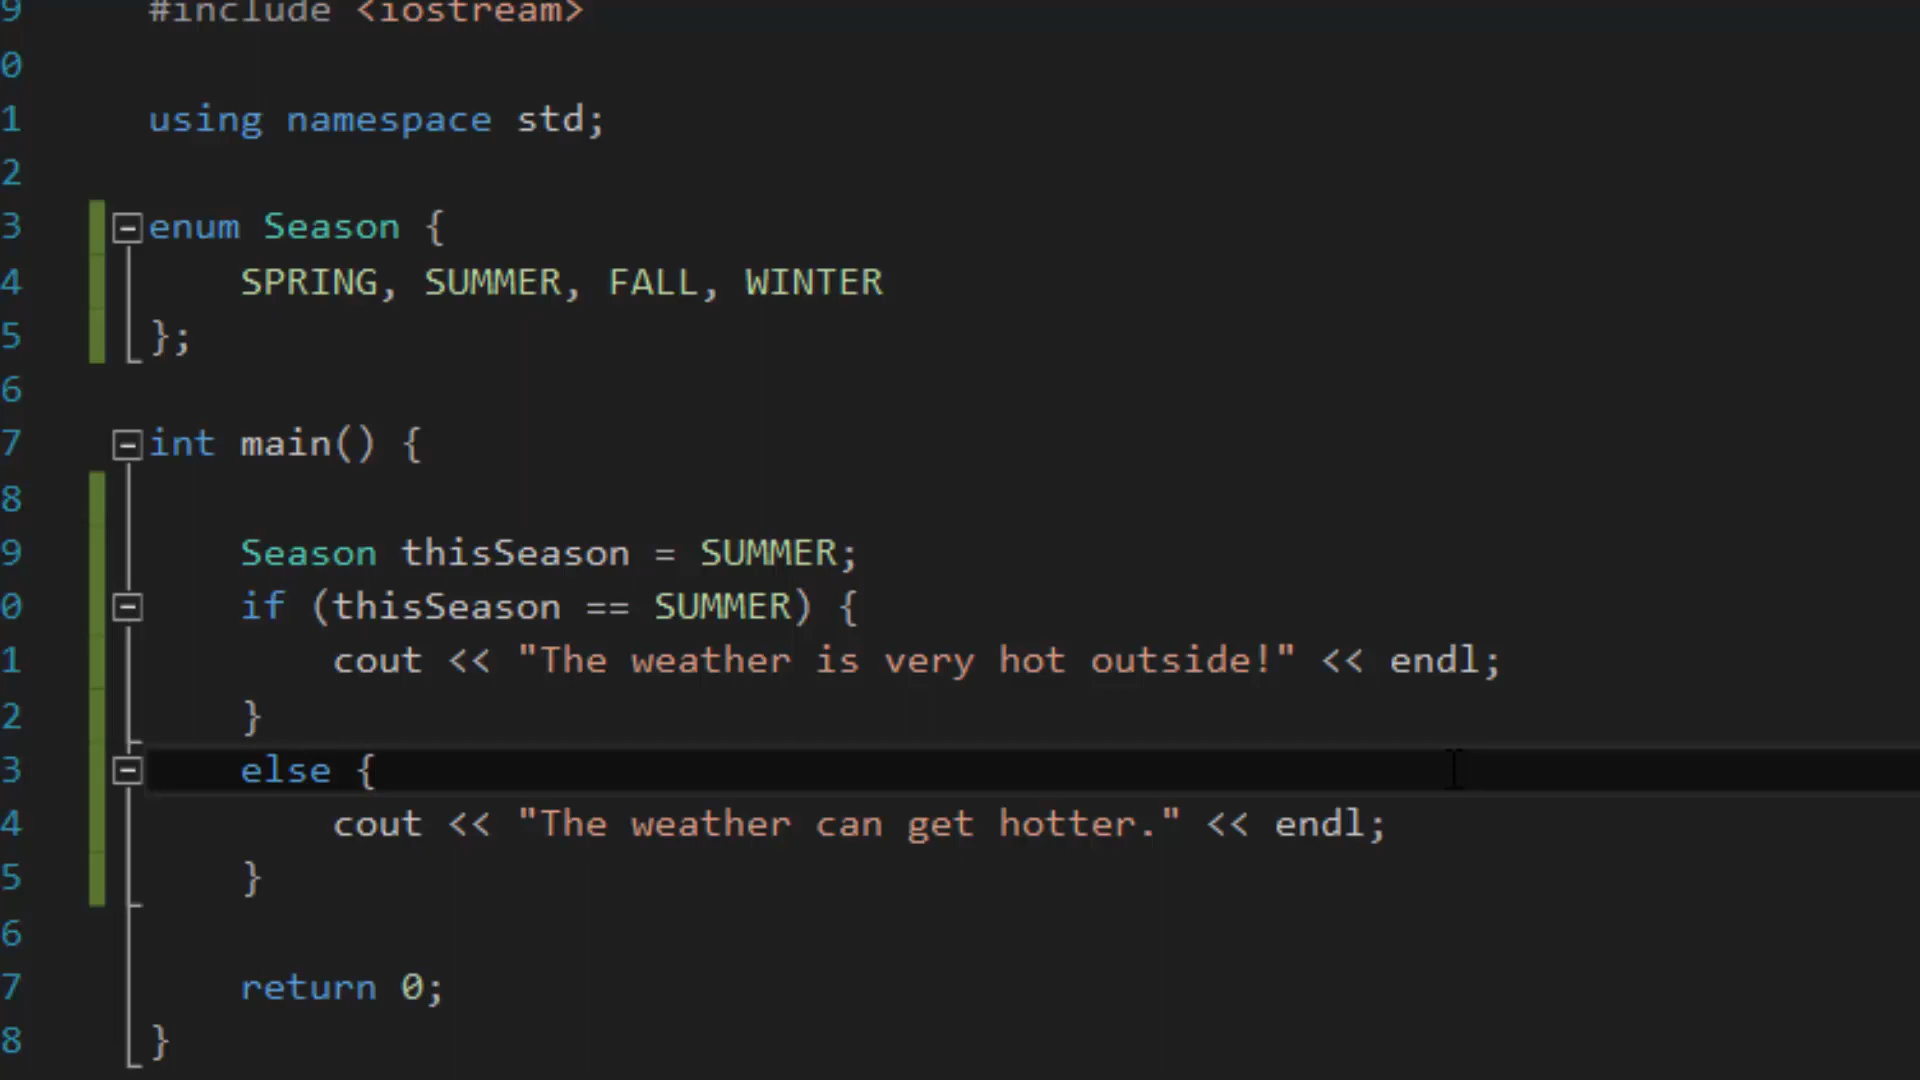 9 #include <iostream>
0
1 using namespace std;
2
3 enum Season {
4 SPRING, SUMMER, FALL, WINTER
5 };
6
7 int main() {
8
9 Season thisSeason = SUMMER;
0 if (thisSeason == SUMMER) {
1 cout << "The weather is very hot outside!" << endl;
2 }
3 else {
4 cout << "The weather can get hotter." << endl;
5 }
6
7 return 0;
8 }